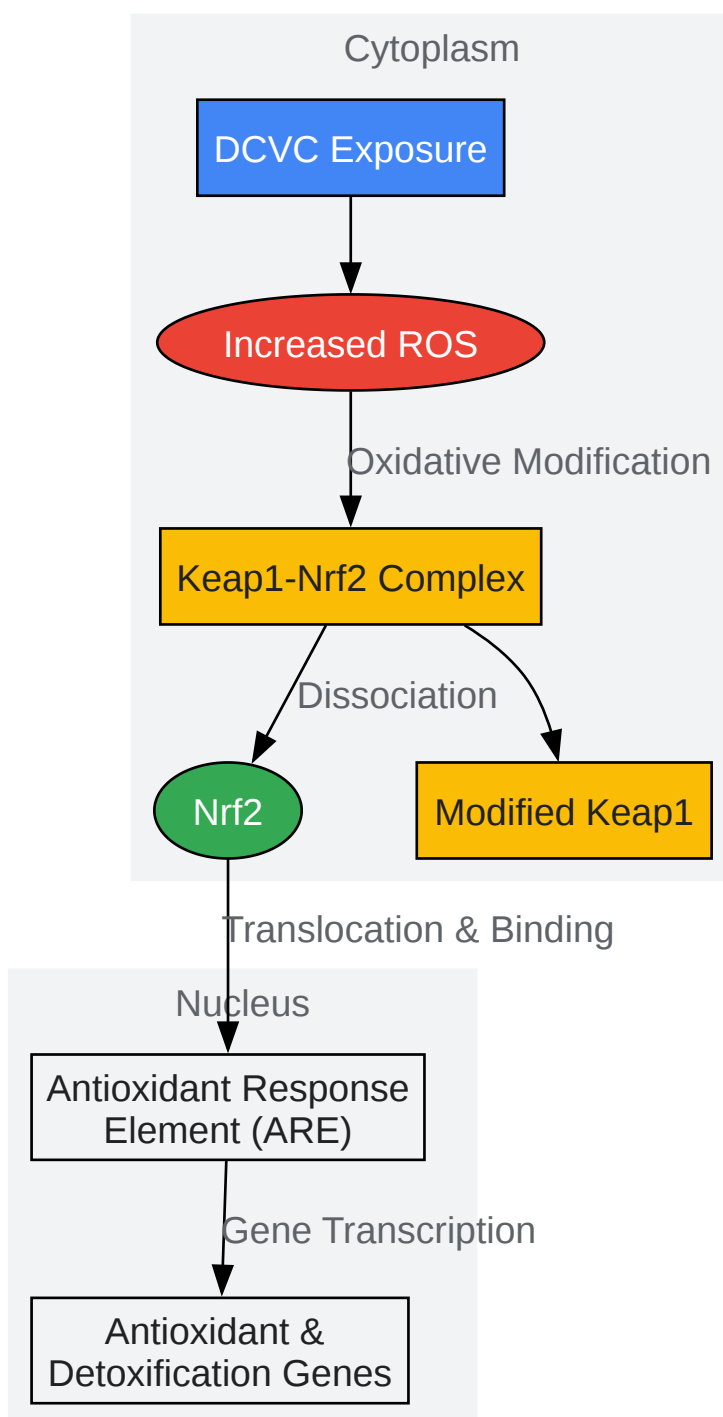 Cytoplasm
DCVC Exposure
Increased ROS
Oxidative Modification
Keap1-Nrf2 Complex
Dissociation
Nrf2
Modified Keap1
Translocation & Binding
Nucleus
Antioxidant Response
Element (ARE)
Gene Transcription
Antioxidant &
Detoxification Genes